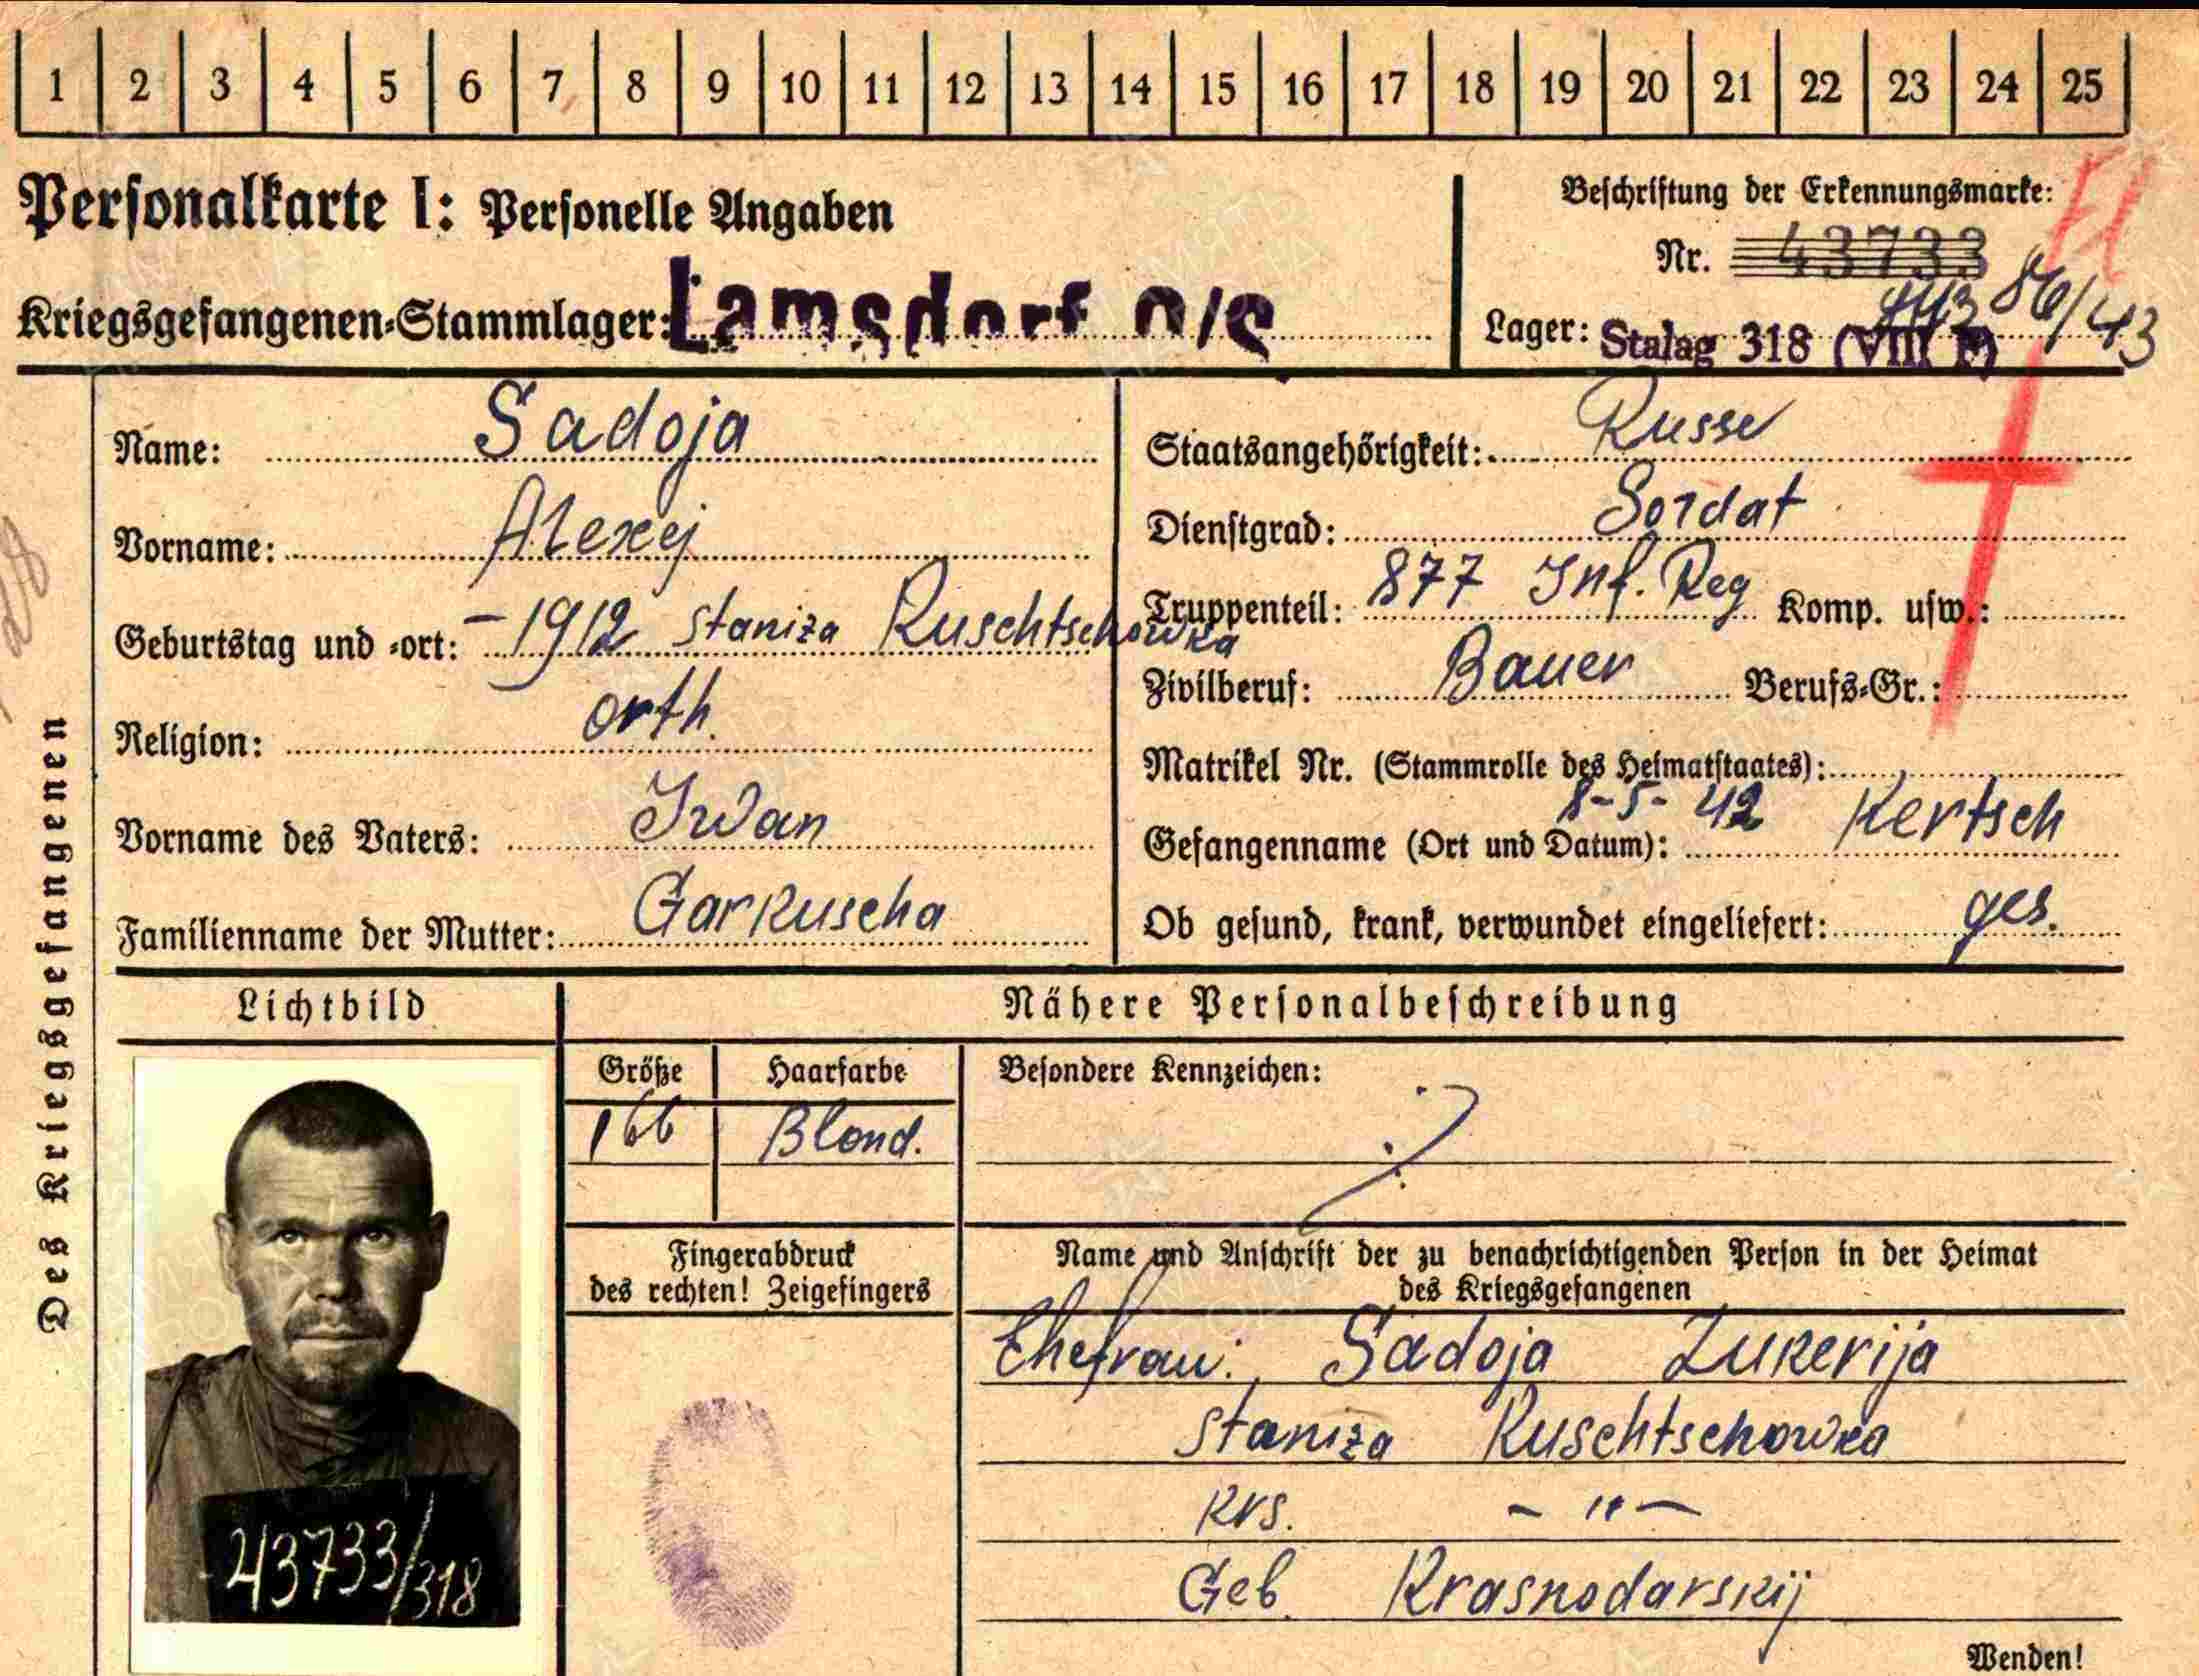 1 2 3 4 5 6 7 8 9 10 11 12 13 14 15 16 17 18 19 20 21 22 23 24 25
Personalkarte I: Personelle Angaben
Kriegsgefangenen-Stammlager: Lamsdorf O/S
Beschriftung der Erkennungsmarke:
Nr. 43733
Lager: Stalag 318 (VIII F)
Des Kriegsgefangenen
Name: Sadoja
Vorname: Alexej
Geburtstag und -ort: -1912 Staniza Kuschtschowka
Religion: orth.
Vorname des Vaters: Iwan
Familienname der Mutter: Garkuscha
Staatsangehörigkeit: Russe
Dienstgrad: Soldat
Truppenteil: 877 Inf. Reg Komp. usw.:
Zivilberuf: Bauer Berufs-Gr.:
Matrikel Nr. (Stammrolle des Heimatstaates):
Gefangenname (Ort und Datum): 8-5-42 Kertsch
Ob gesund, krank, verwundet eingeliefert: ges.
Lichtbild
43733/318
Nähere Personalbeschreibung
Größe Haarfarbe Besondere Kennzeichen:
166 Blond.
Fingerabdruck
des rechten! Zeigefingers
Name und Anschrift der zu benachrichtigenden Person in der Heimat
des Kriegsgefangenen
Ehefrau: Sadoja Lukerija
Staniza Kuschtschowka
Krs. - " -
Geb. Krasnodarskij
Wenden!